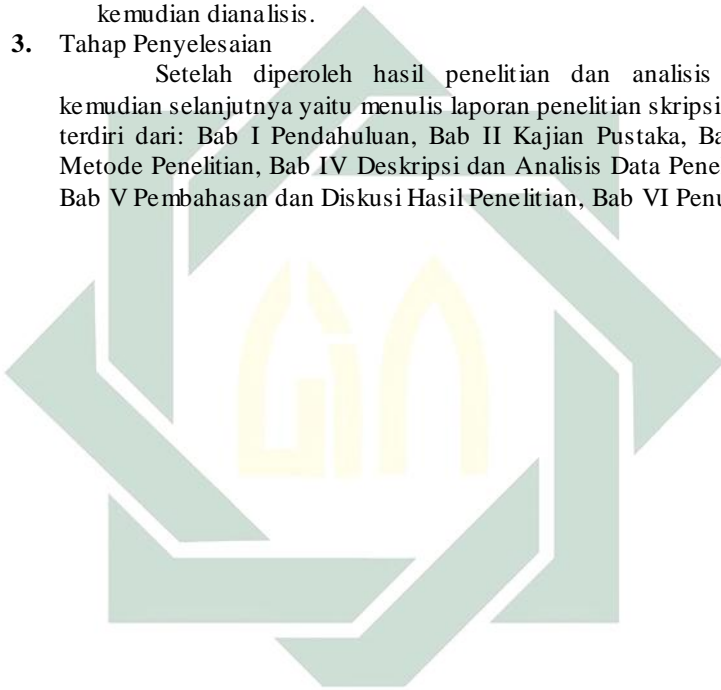 kemudian dianalisis.
3. Tahap Penyelesaian
Setelah diperoleh hasil penelitian dan analisis
kemudian selanjutnya yaitu menulis laporan penelitian skripsi
terdiri dari: Bab I Pendahuluan, Bab II Kajian Pustaka,
Metode Penelitian, Bab IV Deskripsi dan Analisis Data
Bab V Pembahasan dan Diskusi Hasil Penelitian, Bab VI